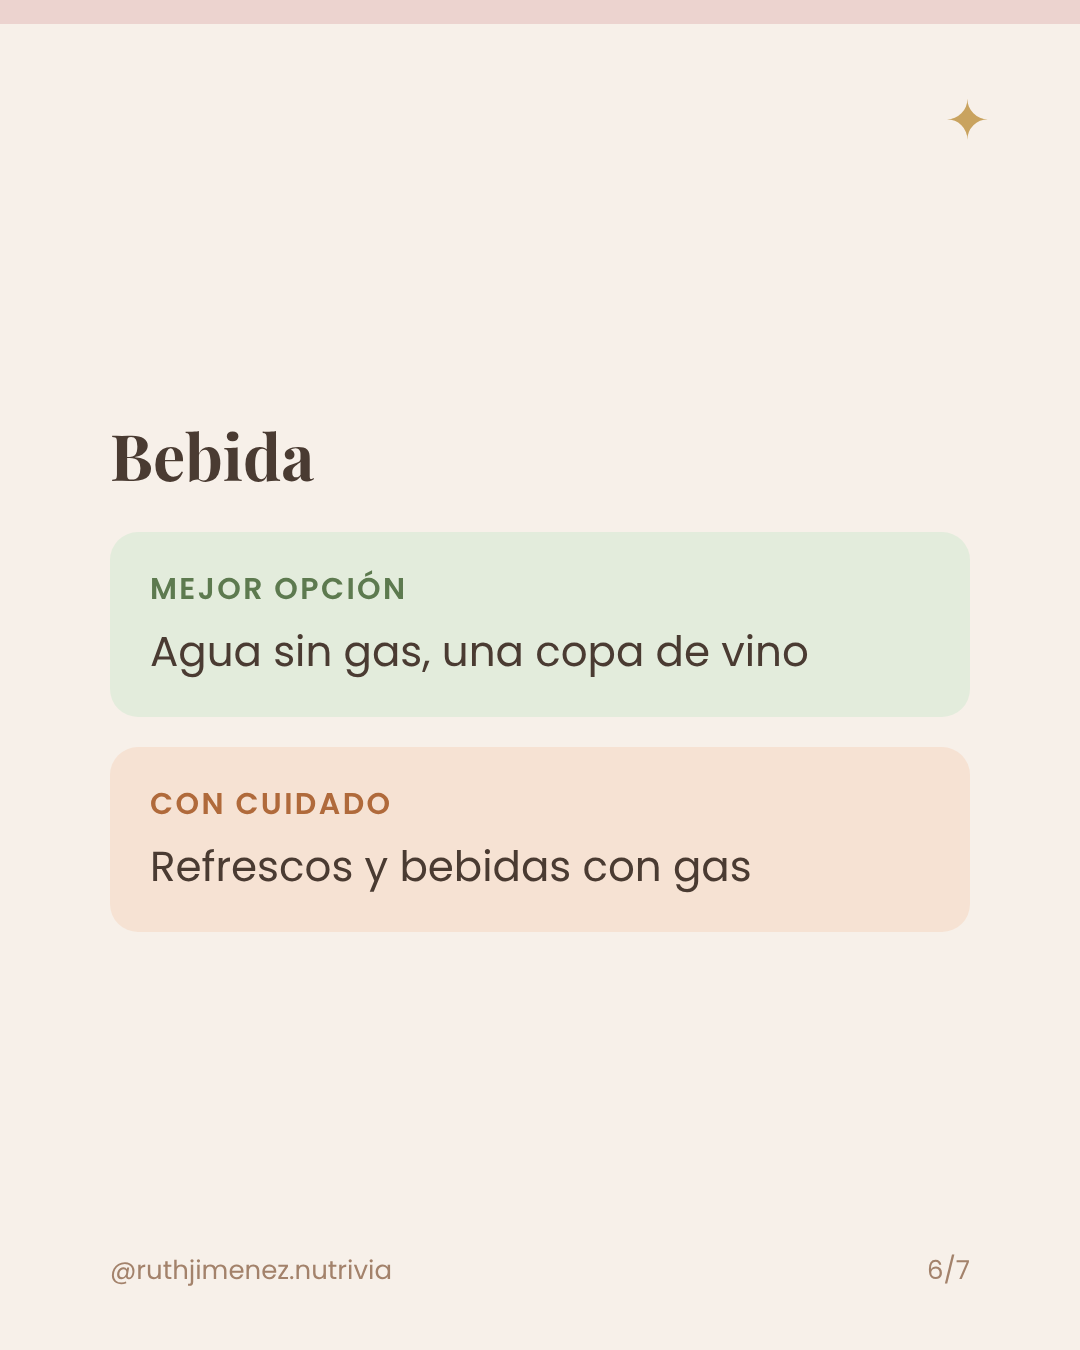 Bebida
MEJOR OPCIÓN
Agua sin gas, una copa de vino
CON CUIDADO
Refrescos y bebidas con gas
@ruthjimenez.nutrivia
6/7